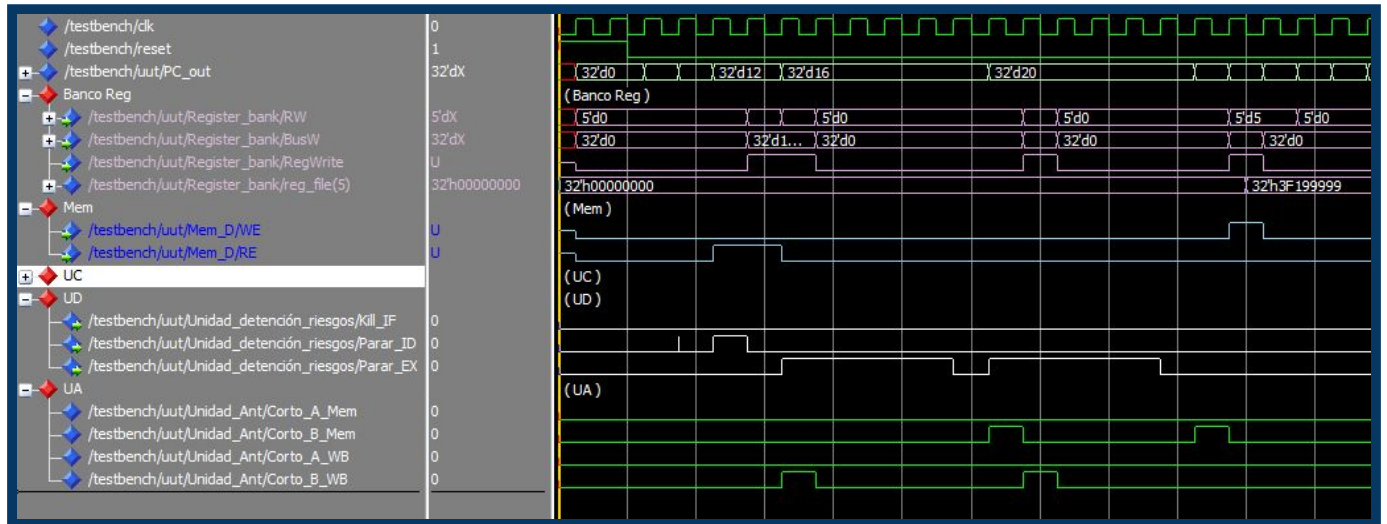 /testbench/clk 0
/testbench/reset 1
/testbench/uut/PC_out 32'dX 32'd0 32'd12 32'd16 32'd20
Banco Reg (Banco Reg)
/testbench/uut/Register_bank/RW 5'dX 5'd0 5'd0 5'd0 5'd5 5'd0
/testbench/uut/Register_bank/BusW 32'dX 32'd0 32'd1... 32'd0 32'd0 32'd0
/testbench/uut/Register_bank/RegWrite U
/testbench/uut/Register_bank/reg_file(5) 32'h00000000 32'h00000000 32'h3F199999
Mem (Mem)
/testbench/uut/Mem_D/WE U
/testbench/uut/Mem_D/RE U
UC (UC)
UD (UD)
/testbench/uut/Unidad_detención_riesgos/Kill_IF 0
/testbench/uut/Unidad_detención_riesgos/Parar_ID 0
/testbench/uut/Unidad_detención_riesgos/Parar_EX 0
UA (UA)
/testbench/uut/Unidad_Ant/Corto_A_Mem 0
/testbench/uut/Unidad_Ant/Corto_B_Mem 0
/testbench/uut/Unidad_Ant/Corto_A_WB 0
/testbench/uut/Unidad_Ant/Corto_B_WB 0